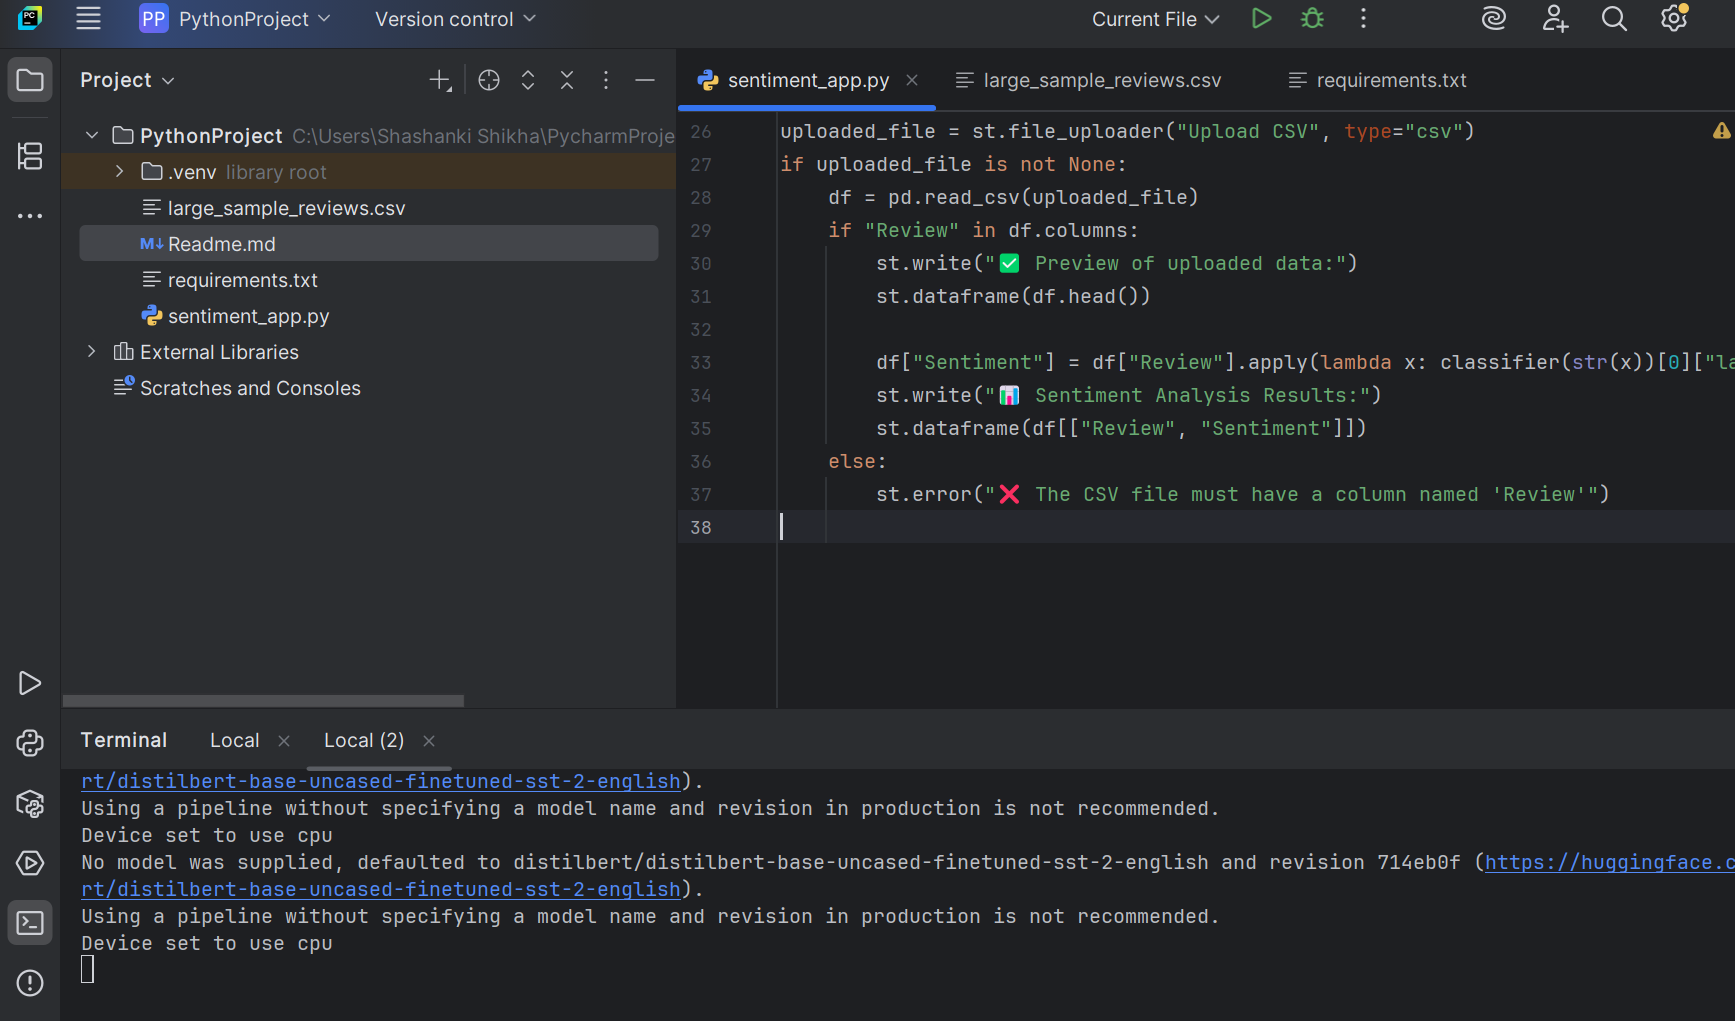 PC
PP PythonProject Version control Current File
Project
sentiment_app.py large_sample_reviews.csv requirements.txt
PythonProject C:\Users\Shashanki Shikha\PycharmProje
.venv library root
large_sample_reviews.csv
M↓ Readme.md
requirements.txt
sentiment_app.py
External Libraries
Scratches and Consoles
26 uploaded_file = st.file_uploader("Upload CSV", type="csv")
27 if uploaded_file is not None:
28     df = pd.read_csv(uploaded_file)
29     if "Review" in df.columns:
30         st.write("✅ Preview of uploaded data:")
31         st.dataframe(df.head())
32
33         df["Sentiment"] = df["Review"].apply(lambda x: classifier(str(x))[0]["la
34         st.write("📊 Sentiment Analysis Results:")
35         st.dataframe(df[["Review", "Sentiment"]])
36     else:
37         st.error("❌ The CSV file must have a column named 'Review'")
38
Terminal Local Local (2)
rt/distilbert-base-uncased-finetuned-sst-2-english).
Using a pipeline without specifying a model name and revision in production is not recommended.
Device set to use cpu
No model was supplied, defaulted to distilbert/distilbert-base-uncased-finetuned-sst-2-english and revision 714eb0f (https://huggingface.c
rt/distilbert-base-uncased-finetuned-sst-2-english).
Using a pipeline without specifying a model name and revision in production is not recommended.
Device set to use cpu